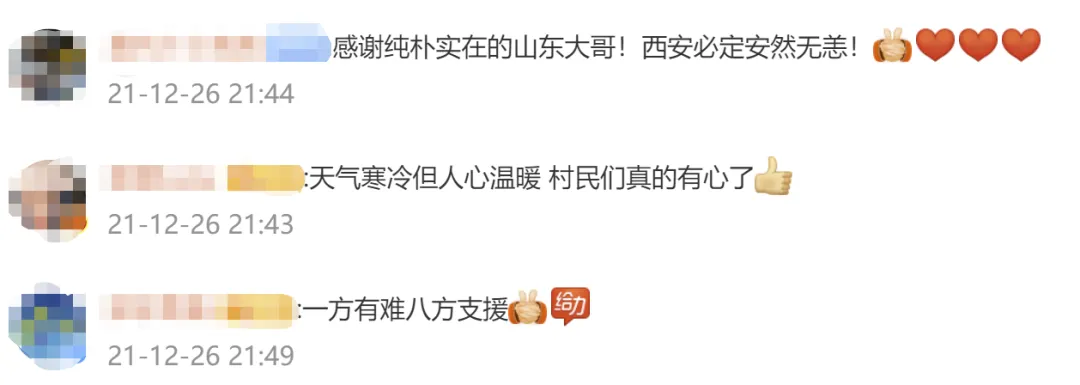 感谢纯朴实在的山东大哥！西安必定安然无恙！
21-12-26 21:44
:天气寒冷但人心温暖 村民们真的有心了
21-12-26 21:43
:一方有难八方支援 给力
21-12-26 21:49